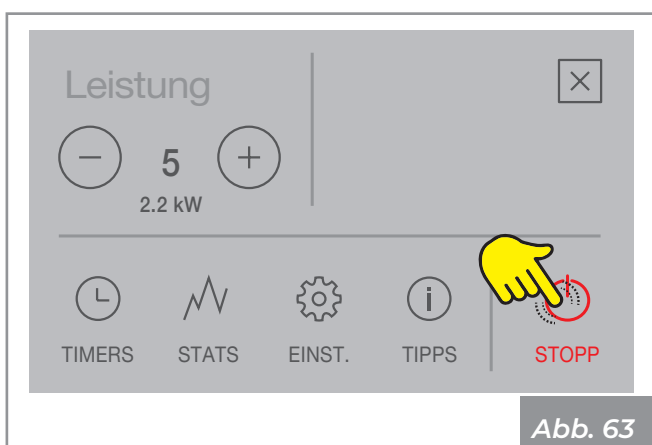 Leistung
5
2.2 kW
TIMERS STATS EINST. TIPPS STOPP
Abb. 63